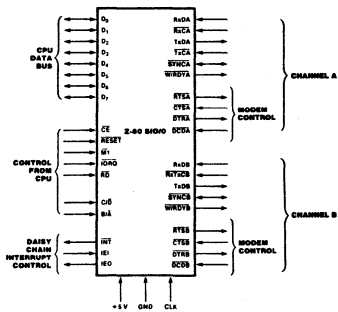 CPU
DATA
BUS
D0
D1
D2
D3
D4
D5
D6
D7
CONTROL
FROM
CPU
CE
RESET
M1
IORQ
RD
C/D
B/A
DAISY
CHAIN
INTERRUPT
CONTROL
INT
IEI
IEO
Z-80 SIO/0
RxDA
RxCA
TxDA
TxCA
SYNCA
W/RDYA
RTSA
CTSA
DTRA
DCDA
MODEM
CONTROL
CHANNEL A
RxDB
RxTxCB
TxDB
SYNCB
W/RDYB
RTSB
CTSB
DTRB
DCDB
MODEM
CONTROL
CHANNEL B
+5V GND CLK